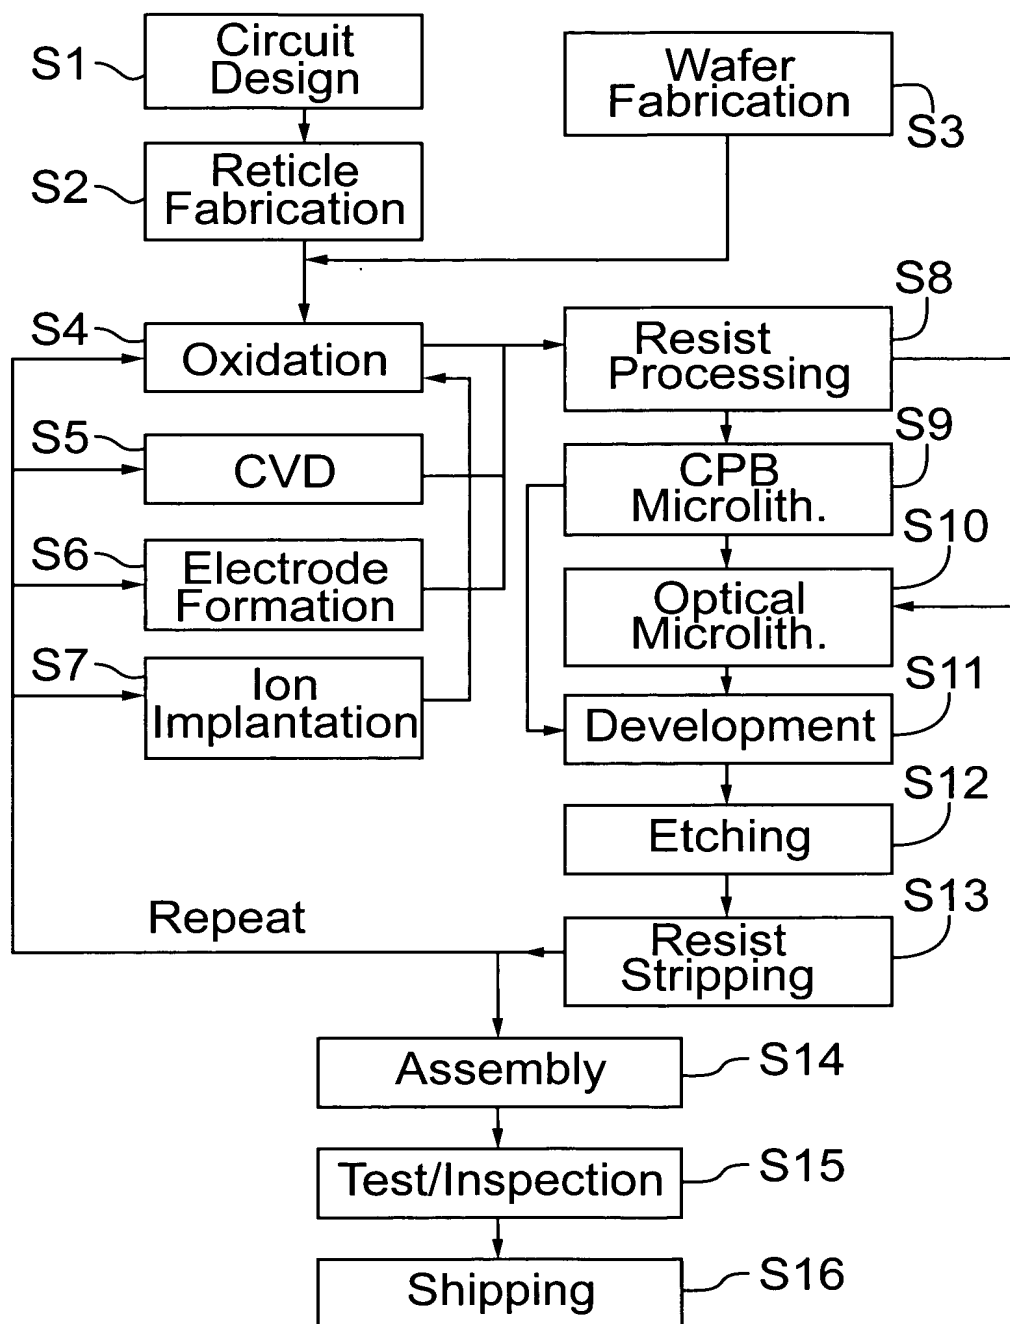 S1
Circuit
Design
Wafer
Fabrication
S3
S2
Reticle
Fabrication
S4
Oxidation
S8
Resist
Processing
S5
CVD
S9
CPB
Microlith.
S6
Electrode
Formation
S10
Optical
Microlith.
S7
Ion
Implantation
S11
Development
S12
Etching
S13
Resist
Stripping
Repeat
Assembly
S14
Test/Inspection
S15
Shipping
S16